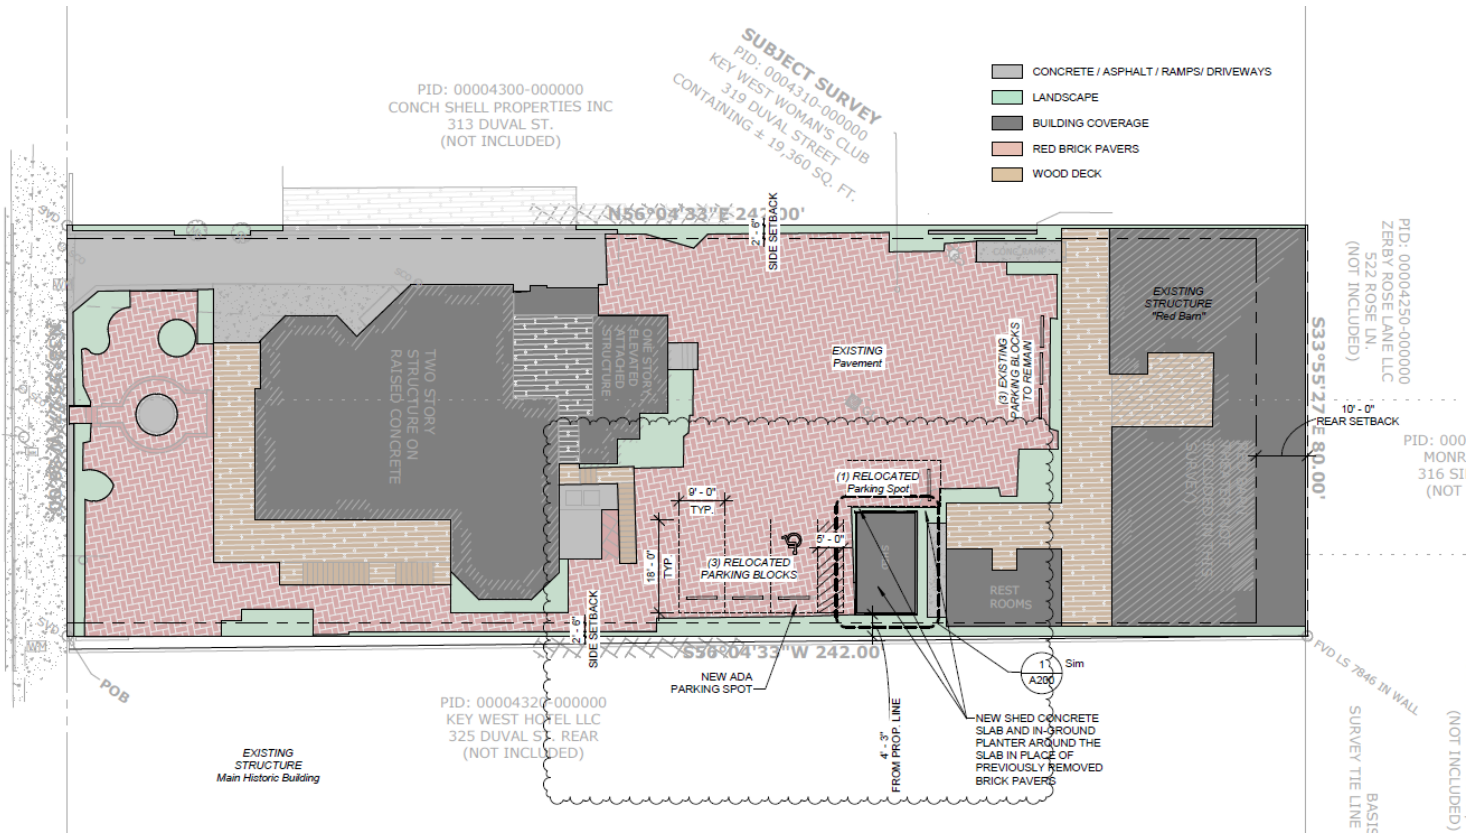 PID: 00004300-000000
CONCH SHELL PROPERTIES INC
313 DUVAL ST.
(NOT INCLUDED)
SUBJECT SURVEY
PID: 0004310-000000
KEY WEST WOMAN'S CLUB
319 DUVAL STREET
CONTAINING ± 19,360 SQ. FT.
CONCRETE / ASPHALT / RAMPS/ DRIVEWAYS
LANDSCAPE
BUILDING COVERAGE
RED BRICK PAVERS
WOOD DECK
PID: 00004250-000000
ZERBY ROSE LANE LLC
522 ROSE LN.
(NOT INCLUDED)
N56°04'33"E 242.00'
2' - 6"
SIDE SETBACK
CONC RAMP
SCO
EXISTING
STRUCTURE
"Red Barn"
EXISTING
Pavement
(3) EXISTING
PARKING BLOCKS
TO REMAIN
TWO STORY
STRUCTURE ON
RAISED CONCRETE
ONE STORY
ELEVATED
ATTACHED
STRUCTURE
S33°55'27"E 80.00'
10' - 0"
REAR SETBACK
PID: 000
MONR
316 SI
(NOT
(1) RELOCATED
Parking Spot
9' - 0"
TYP.
5' - 0"
18' - 0"
TYP.
(3) RELOCATED
PARKING BLOCKS
SHED
REST
ROOMS
2' - 6"
SIDE SETBACK
S56°04'33"W 242.00'
NEW ADA
PARKING SPOT
1
A200
Sim
4' - 3"
FROM PROP. LINE
NEW SHED CONCRETE
SLAB AND IN-GROUND
PLANTER AROUND THE
SLAB IN PLACE OF
PREVIOUSLY REMOVED
BRICK PAVERS
POB
FVD LS 7846 IN WALL
PID: 00004320-000000
KEY WEST HOTEL LLC
325 DUVAL ST. REAR
(NOT INCLUDED)
EXISTING
STRUCTURE
Main Historic Building
SURVEY TIE LINE
BASIS
(NOT INCLUDED)